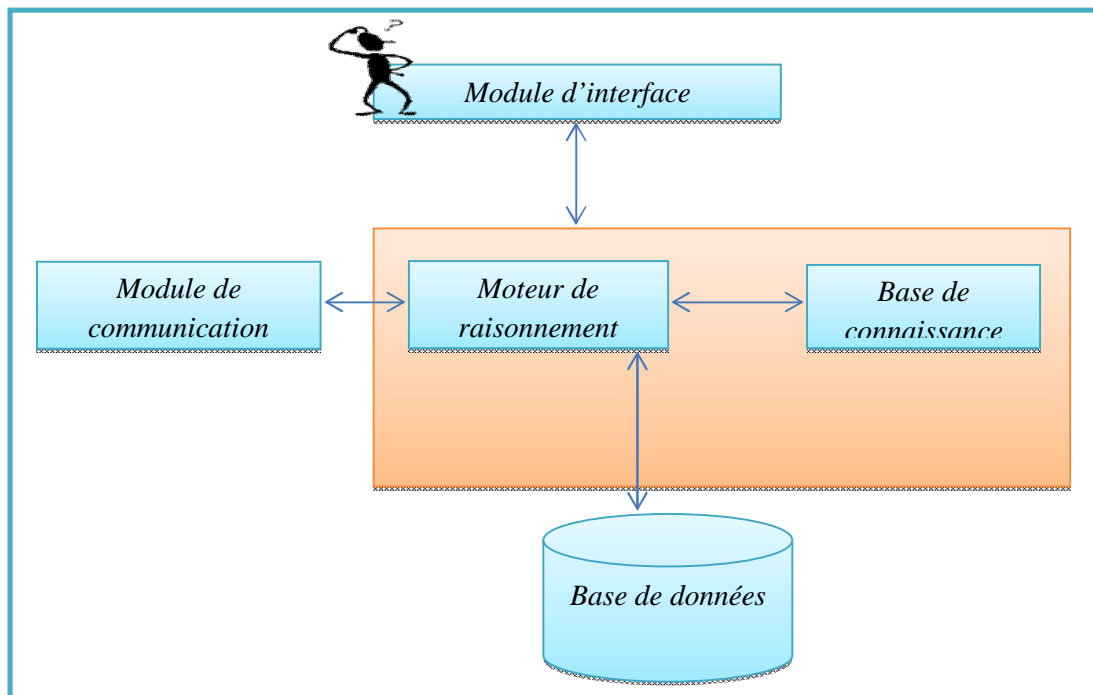 ?
Module d'interface
Module de
communication
Moteur de
raisonnement
Base de
connaissance
Base de données